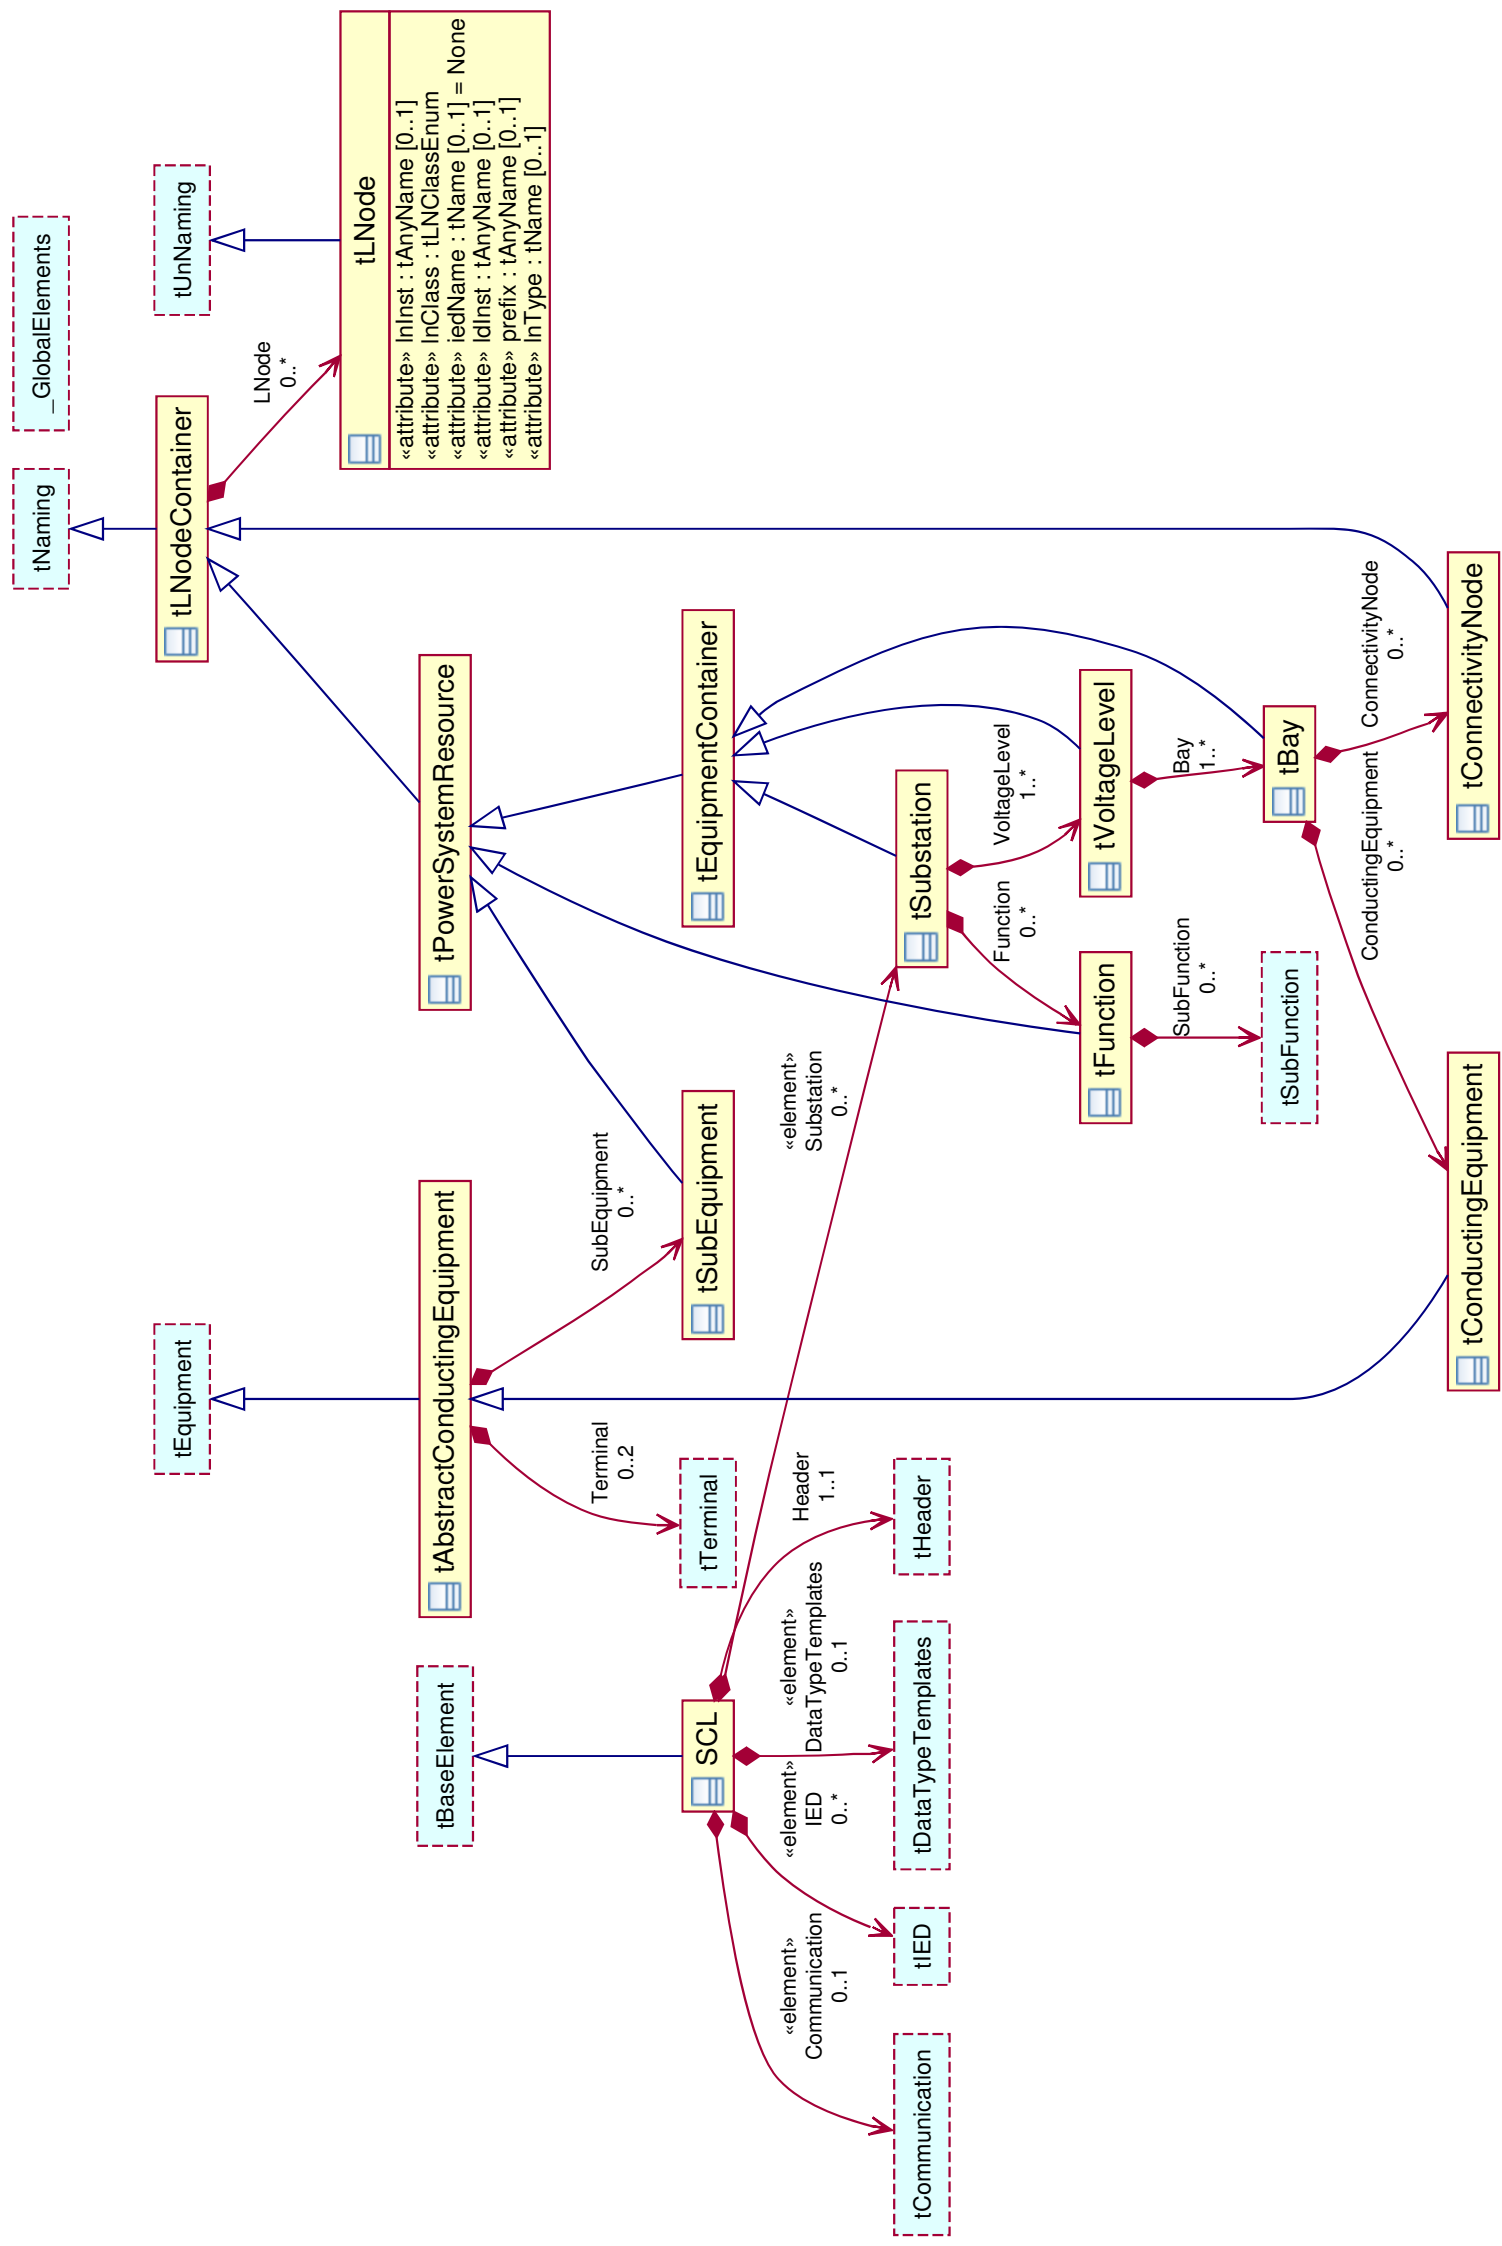 tNaming
_GlobalElements
tEquipment
tLNodeContainer
tUnNaming
LNode
0..*
tLNode
«attribute» lnInst : tAnyName [0..1]
«attribute» lnClass : tLNClassEnum
«attribute» iedName : tName [0..1] = None
«attribute» ldInst : tAnyName [0..1]
«attribute» prefix : tAnyName [0..1]
«attribute» lnType : tName [0..1]
tBaseElement
tAbstractConductingEquipment
tPowerSystemResource
Terminal
0..2
SubEquipment
0..*
SCL
tTerminal
tSubEquipment
tEquipmentContainer
«element»
Communication
0..1
«element»
IED
0..*
«element»
DataTypeTemplates
0..1
Header
1..1
«element»
Substation
0..*
tCommunication
tIED
tDataTypeTemplates
tHeader
tSubstation
Function
0..*
VoltageLevel
1..*
tFunction
tVoltageLevel
SubFunction
0..*
Bay
1..*
tSubFunction
tBay
ConductingEquipment
0..*
ConnectivityNode
0..*
tConductingEquipment
tConnectivityNode